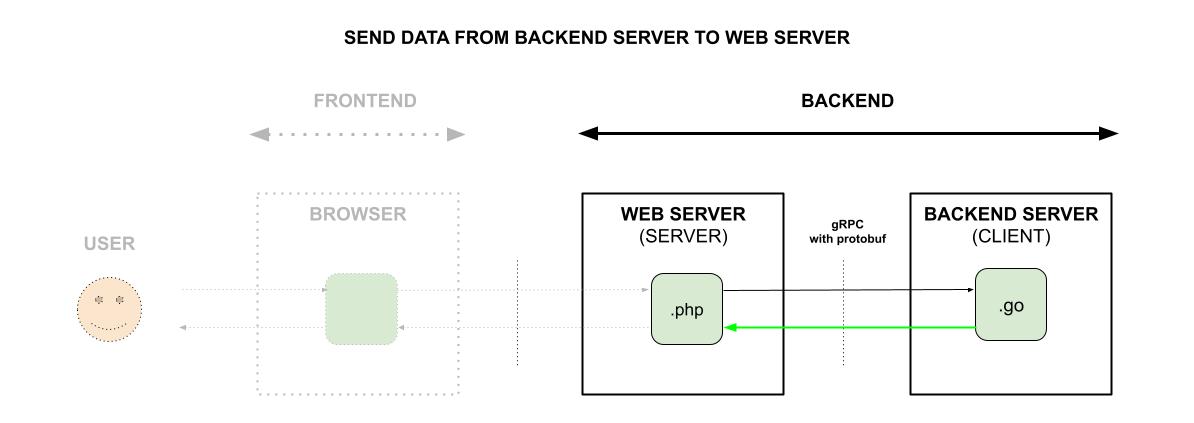 SEND DATA FROM BACKEND SERVER TO WEB SERVER
FRONTEND
BACKEND
USER
BROWSER
WEB SERVER
(SERVER)
gRPC
with protobuf
BACKEND SERVER
(CLIENT)
.php
.go